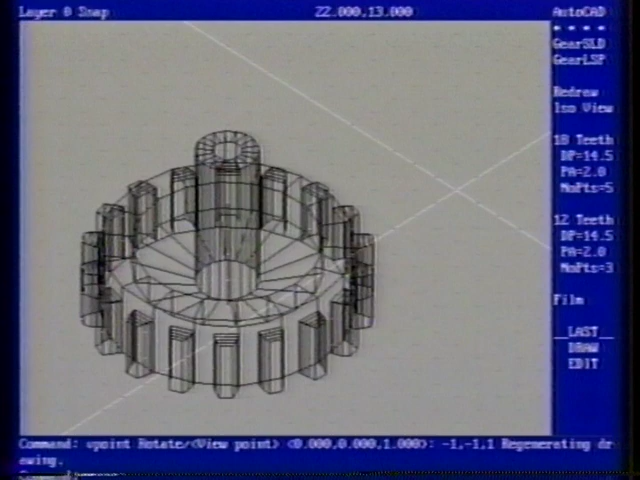 Layer 0 Snap 22.000,13.000 AutoCAD
* * * *
GearSLD
GearLSP
Redraw
Iso View
18 Teeth
DP=14.5
PA=2.0
NoPts=5
12 Teeth
DP=14.5
PA=2.0
NoPts=3
Film
__LAST__
DRAW
EDIT
Command: vpoint Rotate/<View point> <0.000,0.000,1.000>: -1,-1,1 Regenerating dr
awing.
Command: